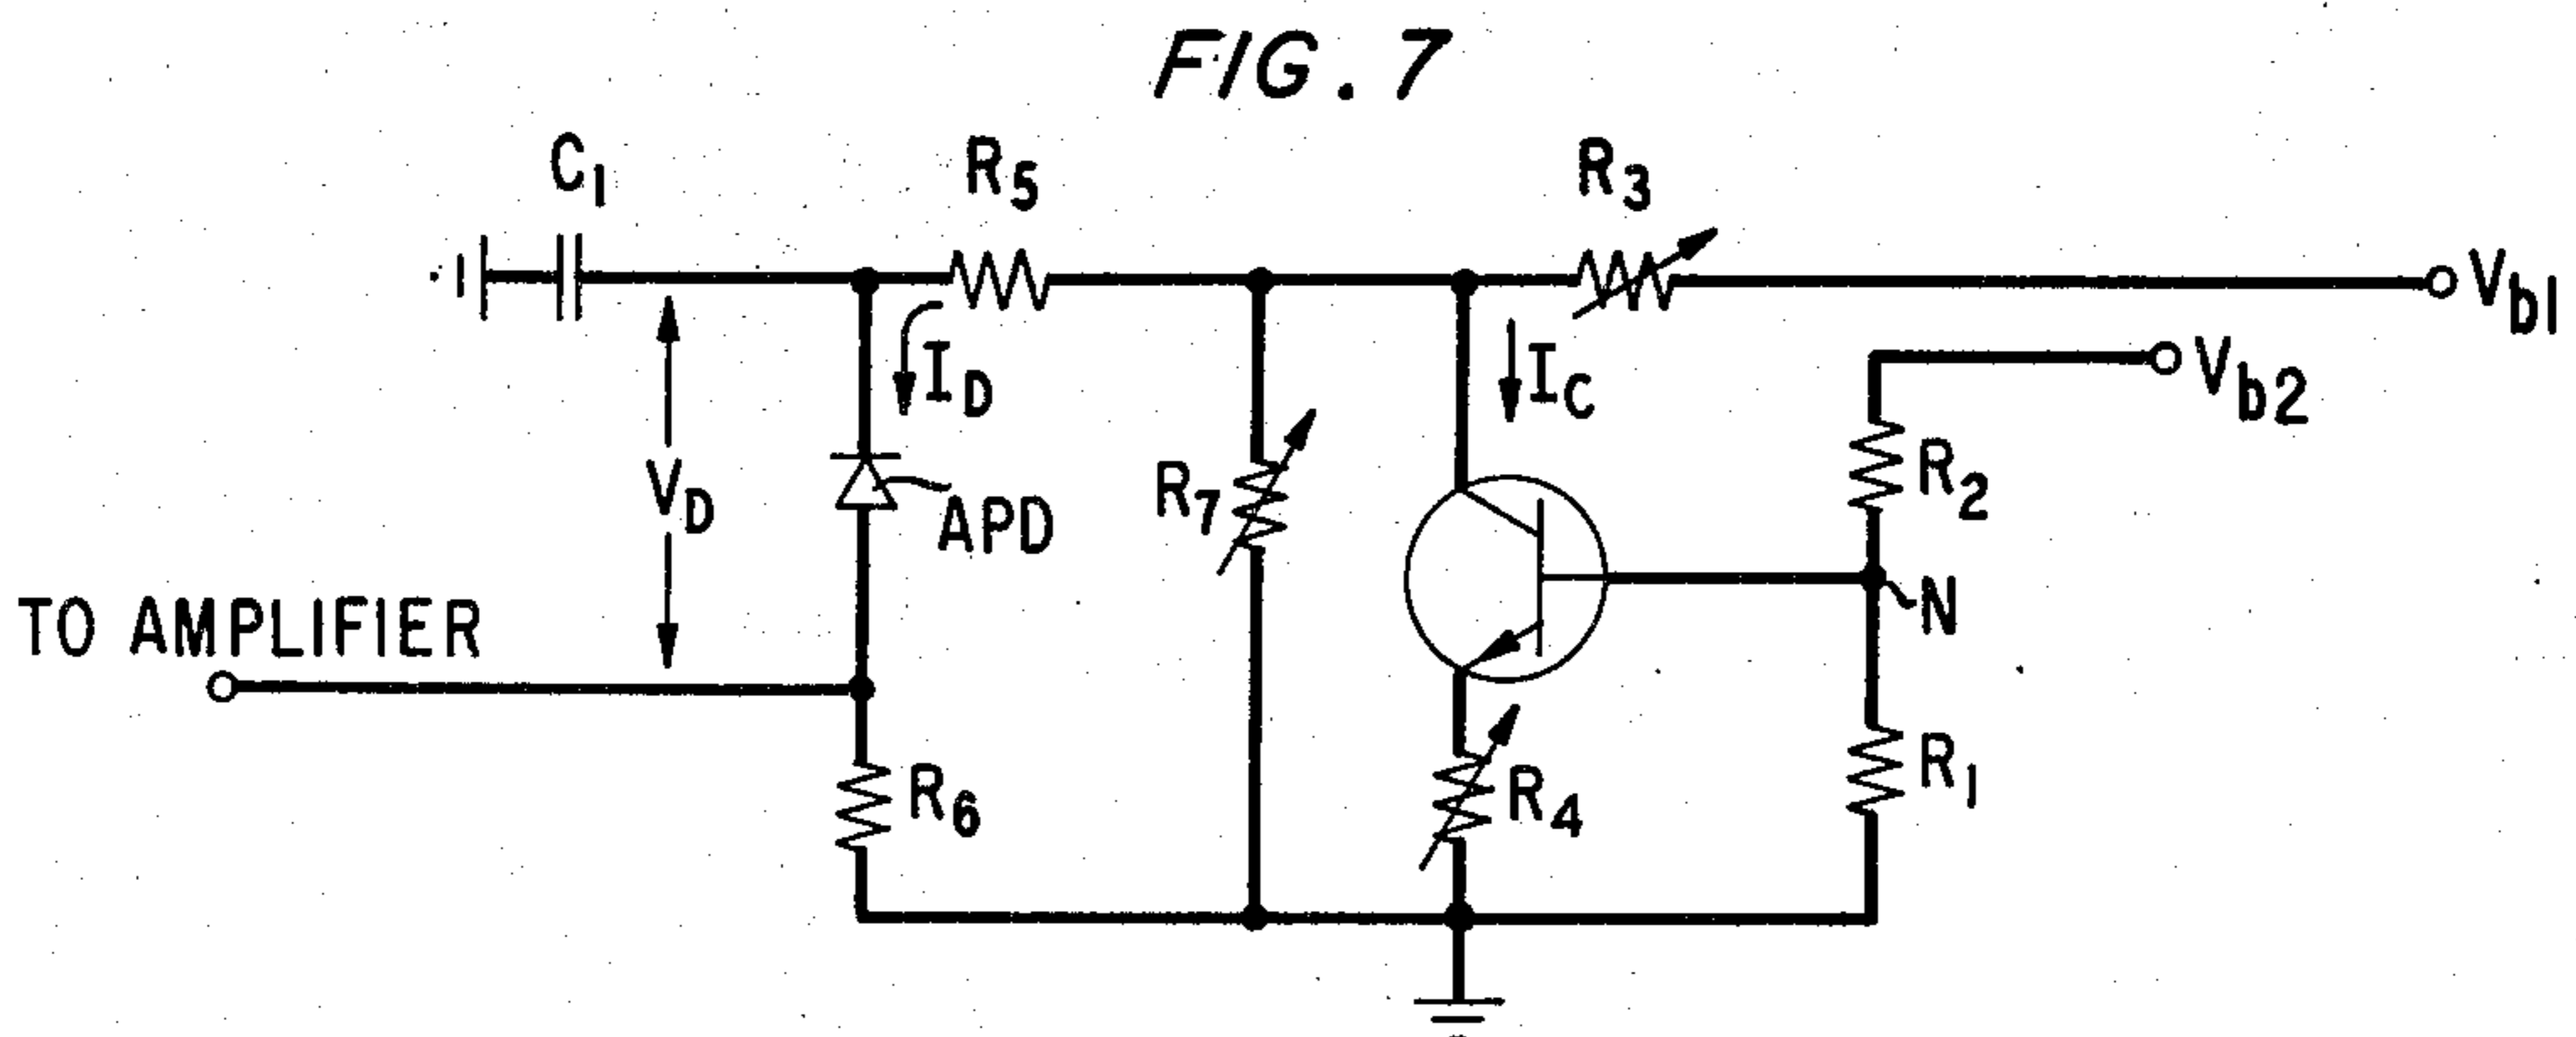 FIG. 7
C1
R5
R3
Vb1
Vb2
ID
IC
VD
APD
R7
R2
N
TO AMPLIFIER
R6
R4
R1